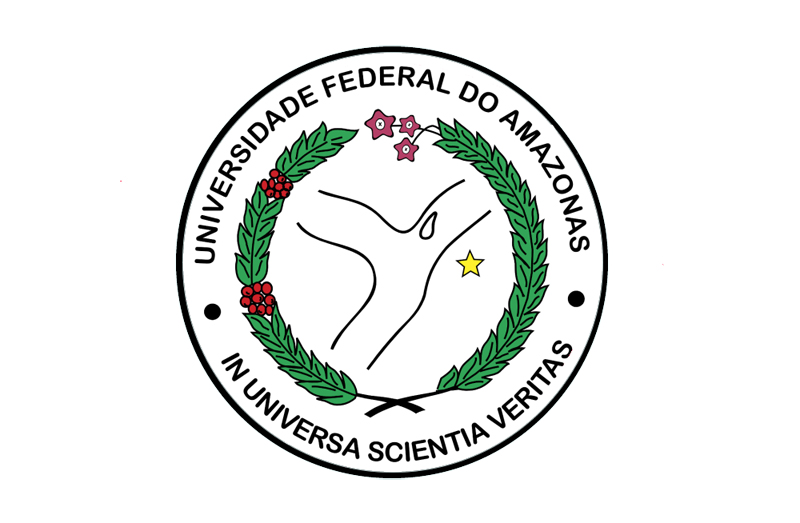 UNIVERSIDADE FEDERAL DO AMAZONAS
IN UNIVERSA SCIENTIA VERITAS